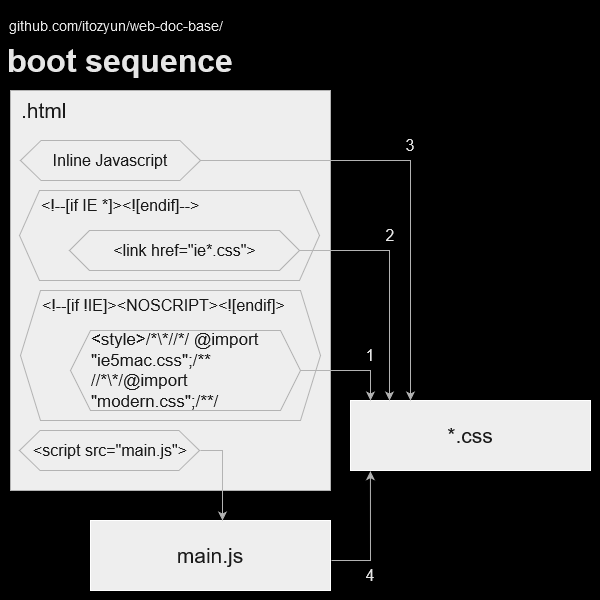 github.com/itozyun/web-doc-base/
boot sequence
.html
Inline Javascript
3
<!--[if IE *]><![endif]-->
2
<link href="ie*.css">
<!--[if !IE]><NOSCRIPT><![endif]>
<style>/*\*//*/ @import
"ie5mac.css";/**
//*\*/@import
"modern.css";/**/
1
*.css
<script src="main.js">
main.js
4